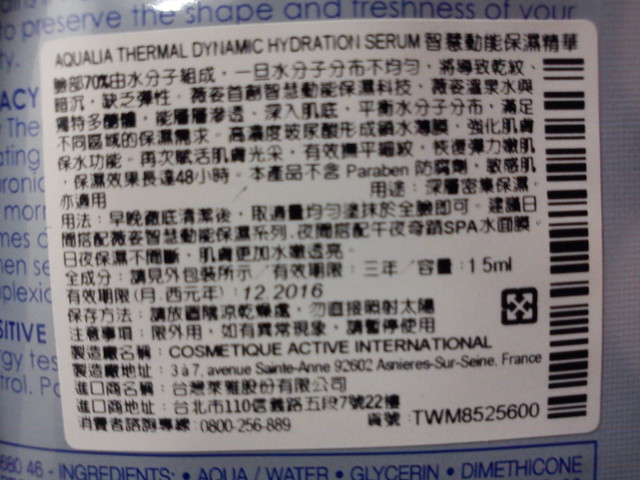 to preserve the shape and freshness of your
AQUALIA THERMAL DYNAMIC HYDRATION SERUM 智慧動能保濕精華
臉部70%由水分子組成，一旦水分子分布不均勻，將導致乾紋、
暗沉，缺乏彈性。薇姿首創智慧動能保濕科技，薇姿溫泉水與
獨特多醣體，能層層滲透、深入肌底，平衡水分子分布，滿足
不同區域的保濕需求。高濃度玻尿酸形成鎖水薄膜，強化肌膚
保水功能。再次賦活肌膚光采，有效撫平細紋，恢復彈力嫩肌
，保濕效果長達48小時。本產品不含 Paraben 防腐劑，敏感肌
亦適用 用途：深層密集保濕。
用法：早晚徹底清潔後，取適量均勻塗抹於全臉即可。建議日
間搭配薇姿智慧動能保濕系列,夜間搭配午夜奇蹟SPA水面膜。
日夜保濕不間斷，肌膚更加水嫩透亮。
全成分：請見外包裝所示／有效期限：三年／容量：15ml
有效期限(月.西元年)：12.2016
保存方法：請放置陰涼乾燥處，勿直接照射太陽
注意事項：限外用，如有異常現象，請暫停使用
製造廠名稱：COSMETIQUE ACTIVE INTERNATIONAL
製造廠地址：3 à 7, avenue Sainte-Anne 92602 Asnieres-Sur-Seine, France
進口商名稱：台灣萊雅股份有限公司
進口商地址：台北市110信義路五段7號22樓
消費者諮詢專線：0800-256-889 貨號：TWM8525600
ACY
The
SITIVE
680 46 - INGREDIENTS: • AQUA / WATER • GLYCERIN • DIMETHICONE